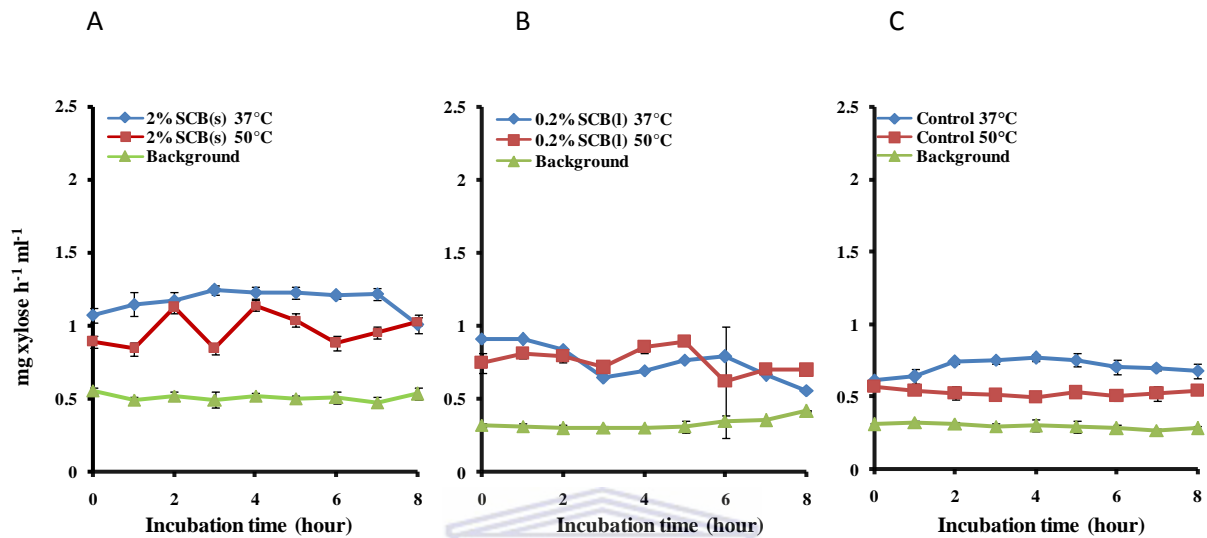 A
B
C
2.5
2
1.5
1
0.5
0
mg xylose h-1 ml-1
2% SCB(s) 37°C
2% SCB(s) 50°C
Background
0 2 4 6 8
Incubation time (hour)
2.5
2
1.5
1
0.5
0
0.2% SCB(l) 37°C
0.2% SCB(l) 50°C
Background
0 2 4 6 8
Incubation time (hour)
2.5
2
1.5
1
0.5
0
Control 37°C
Control 50°C
Background
0 2 4 6 8
Incubation time (hour)